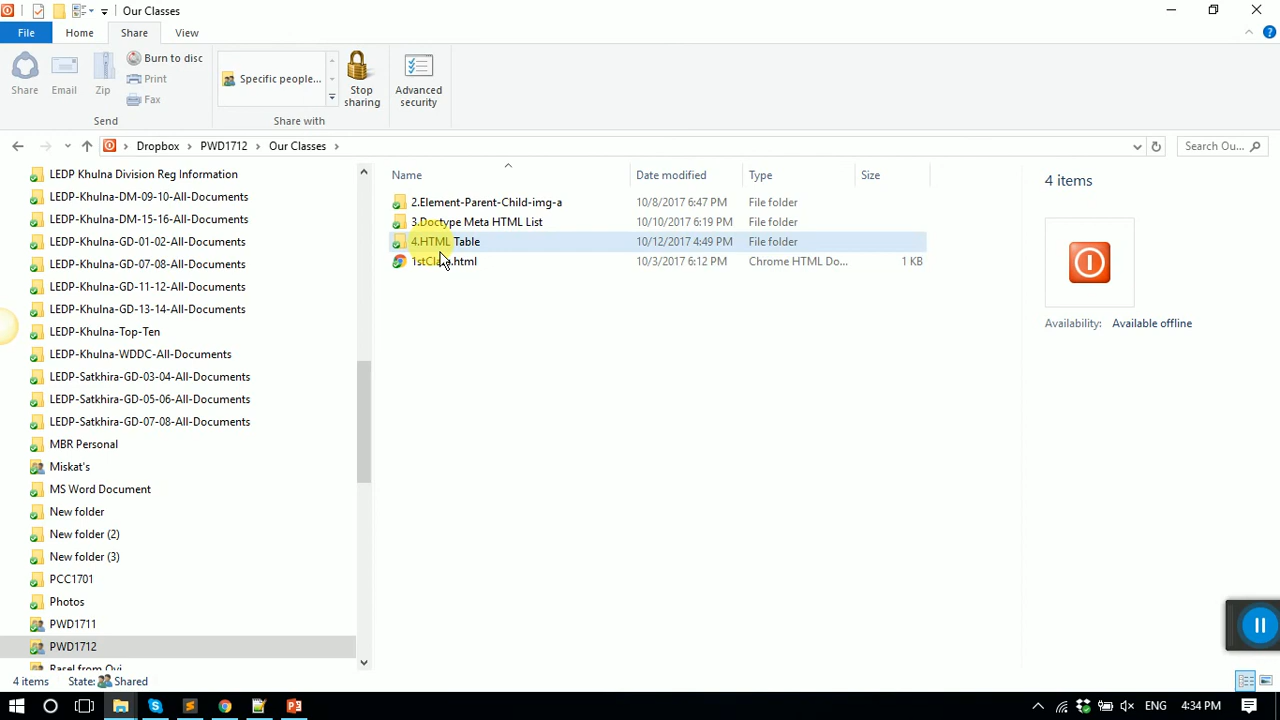 Our Classes
File
Home
Share
View
Share
Email
Zip
Burn to disc
Print
Fax
Specific people...
Stop sharing
Advanced security
Send
Share with
Dropbox
PWD1712
Our Classes
Search Ou...
LEDP Khulna Division Reg Information
LEDP-Khulna-DM-09-10-All-Documents
LEDP-Khulna-DM-15-16-All-Documents
LEDP-Khulna-GD-01-02-All-Documents
LEDP-Khulna-GD-07-08-All-Documents
LEDP-Khulna-GD-11-12-All-Documents
LEDP-Khulna-GD-13-14-All-Documents
LEDP-Khulna-Top-Ten
LEDP-Khulna-WDDC-All-Documents
LEDP-Satkhira-GD-03-04-All-Documents
LEDP-Satkhira-GD-05-06-All-Documents
LEDP-Satkhira-GD-07-08-All-Documents
MBR Personal
Miskat's
MS Word Document
New folder
New folder (2)
New folder (3)
PCC1701
Photos
PWD1711
PWD1712
Rasel from Ovi
Name
Date modified
Type
Size
2.Element-Parent-Child-img-a 10/8/2017 6:47 PM File folder
3.Doctype Meta HTML List 10/10/2017 6:19 PM File folder
4.HTML Table 10/12/2017 4:49 PM File folder
1stClass.html 10/3/2017 6:12 PM Chrome HTML Do... 1 KB
4 items
Availability: Available offline
4 items State: Shared
ENG 4:34 PM